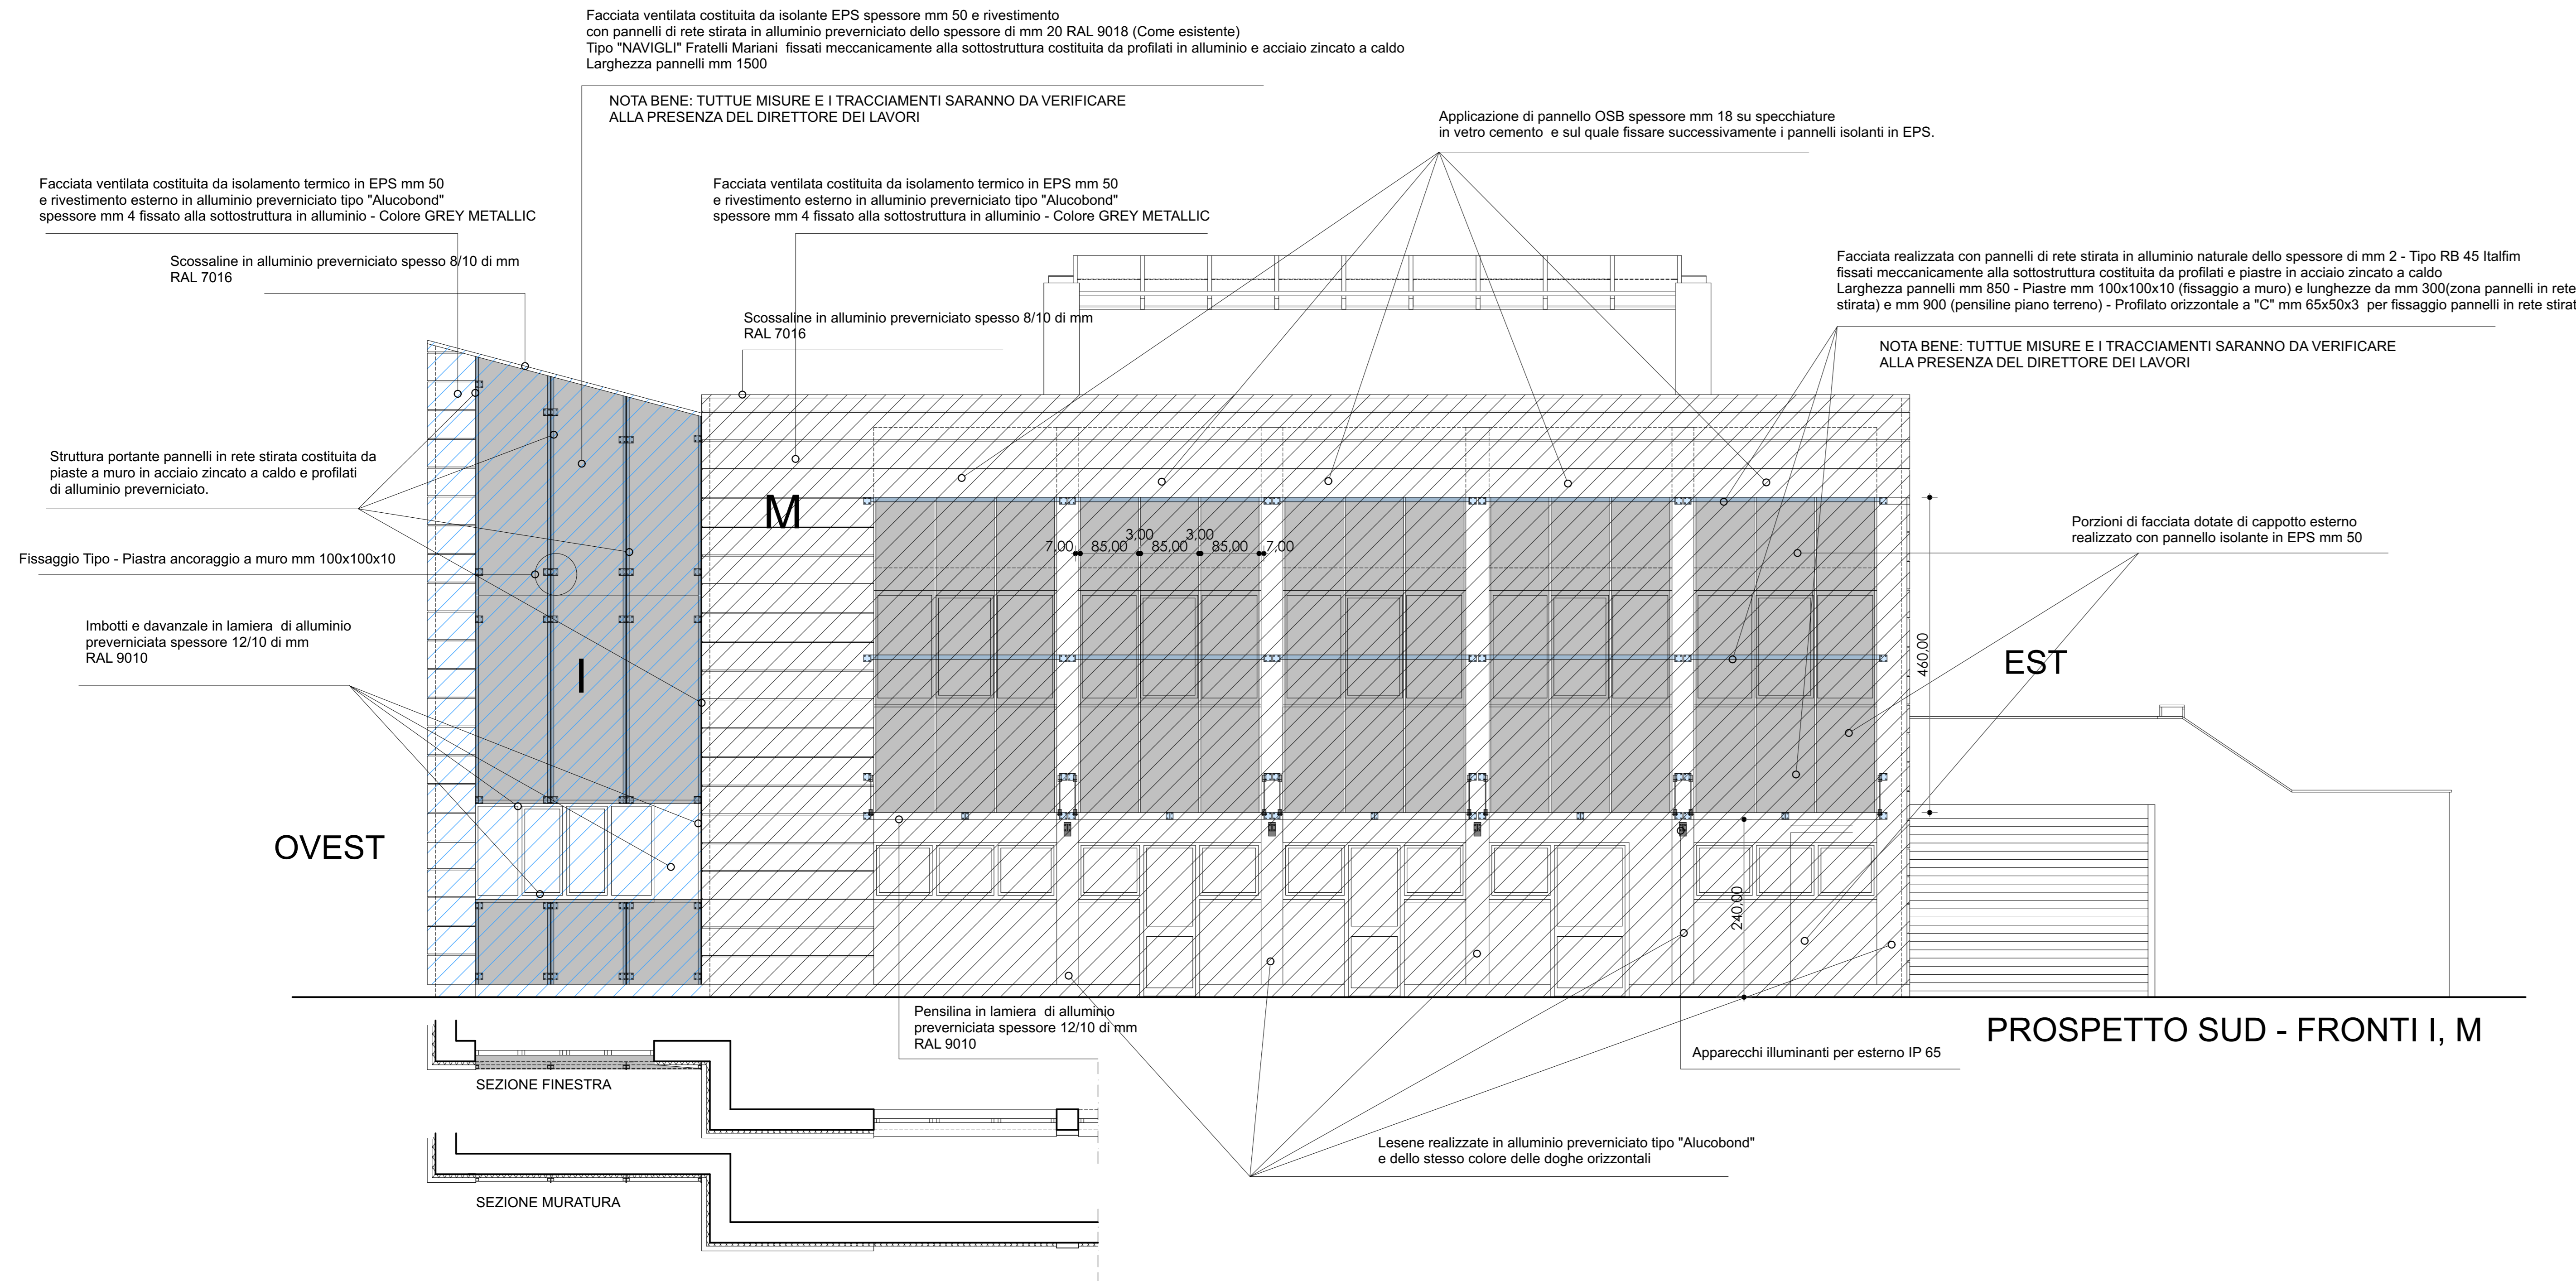 Facciata ventilata costituita da isolante EPS spessore mm 50 e rivestimento
con pannelli di rete stirata in alluminio preverniciato dello spessore di mm 20 RAL 9018 (Come esistente)
Tipo "NAVIGLI" Fratelli Mariani  fissati meccanicamente alla sottostruttura costituita da profilati in alluminio e acciaio zincato a caldo
Larghezza pannelli mm 1500
NOTA BENE: TUTTUE MISURE E I TRACCIAMENTI SARANNO DA VERIFICARE
ALLA PRESENZA DEL DIRETTORE DEI LAVORI
Applicazione di pannello OSB spessore mm 18 su specchiature
in vetro cemento  e sul quale fissare successivamente i pannelli isolanti in EPS.
Facciata ventilata costituita da isolamento termico in EPS mm 50
e rivestimento esterno in alluminio preverniciato tipo "Alucobond"
spessore mm 4 fissato alla sottostruttura in alluminio - Colore GREY METALLIC
Facciata ventilata costituita da isolamento termico in EPS mm 50
e rivestimento esterno in alluminio preverniciato tipo "Alucobond"
spessore mm 4 fissato alla sottostruttura in alluminio - Colore GREY METALLIC
Scossaline in alluminio preverniciato spesso 8/10 di mm
RAL 7016
Facciata realizzata con pannelli di rete stirata in alluminio naturale dello spessore di mm 2 - Tipo RB 45 Italfim
fissati meccanicamente alla sottostruttura costituita da profilati e piastre in acciaio zincato a caldo
Larghezza pannelli mm 850 - Piastre mm 100x100x10 (fissaggio a muro) e lunghezze da mm 300(zona pannelli in rete
stirata) e mm 900 (pensiline piano terreno) - Profilato orizzontale a "C" mm 65x50x3  per fissaggio pannelli in rete stirat
Scossaline in alluminio preverniciato spesso 8/10 di mm
RAL 7016
NOTA BENE: TUTTUE MISURE E I TRACCIAMENTI SARANNO DA VERIFICARE
ALLA PRESENZA DEL DIRETTORE DEI LAVORI
Struttura portante pannelli in rete stirata costituita da
piaste a muro in acciaio zincato a caldo e profilati
di alluminio preverniciato.
M
Porzioni di facciata dotate di cappotto esterno
realizzato con pannello isolante in EPS mm 50
7,00 85,00 3,00 85,00 3,00 85,00 7,00
Fissaggio Tipo - Piastra ancoraggio a muro mm 100x100x10
Imbotti e davanzale in lamiera  di alluminio
preverniciata spessore 12/10 di mm
RAL 9010
I
460,00
EST
OVEST
240,00
Pensilina in lamiera  di alluminio
preverniciata spessore 12/10 di mm
RAL 9010
PROSPETTO SUD - FRONTI I, M
Apparecchi illuminanti per esterno IP 65
SEZIONE FINESTRA
Lesene realizzate in alluminio preverniciato tipo "Alucobond"
e dello stesso colore delle doghe orizzontali
SEZIONE MURATURA